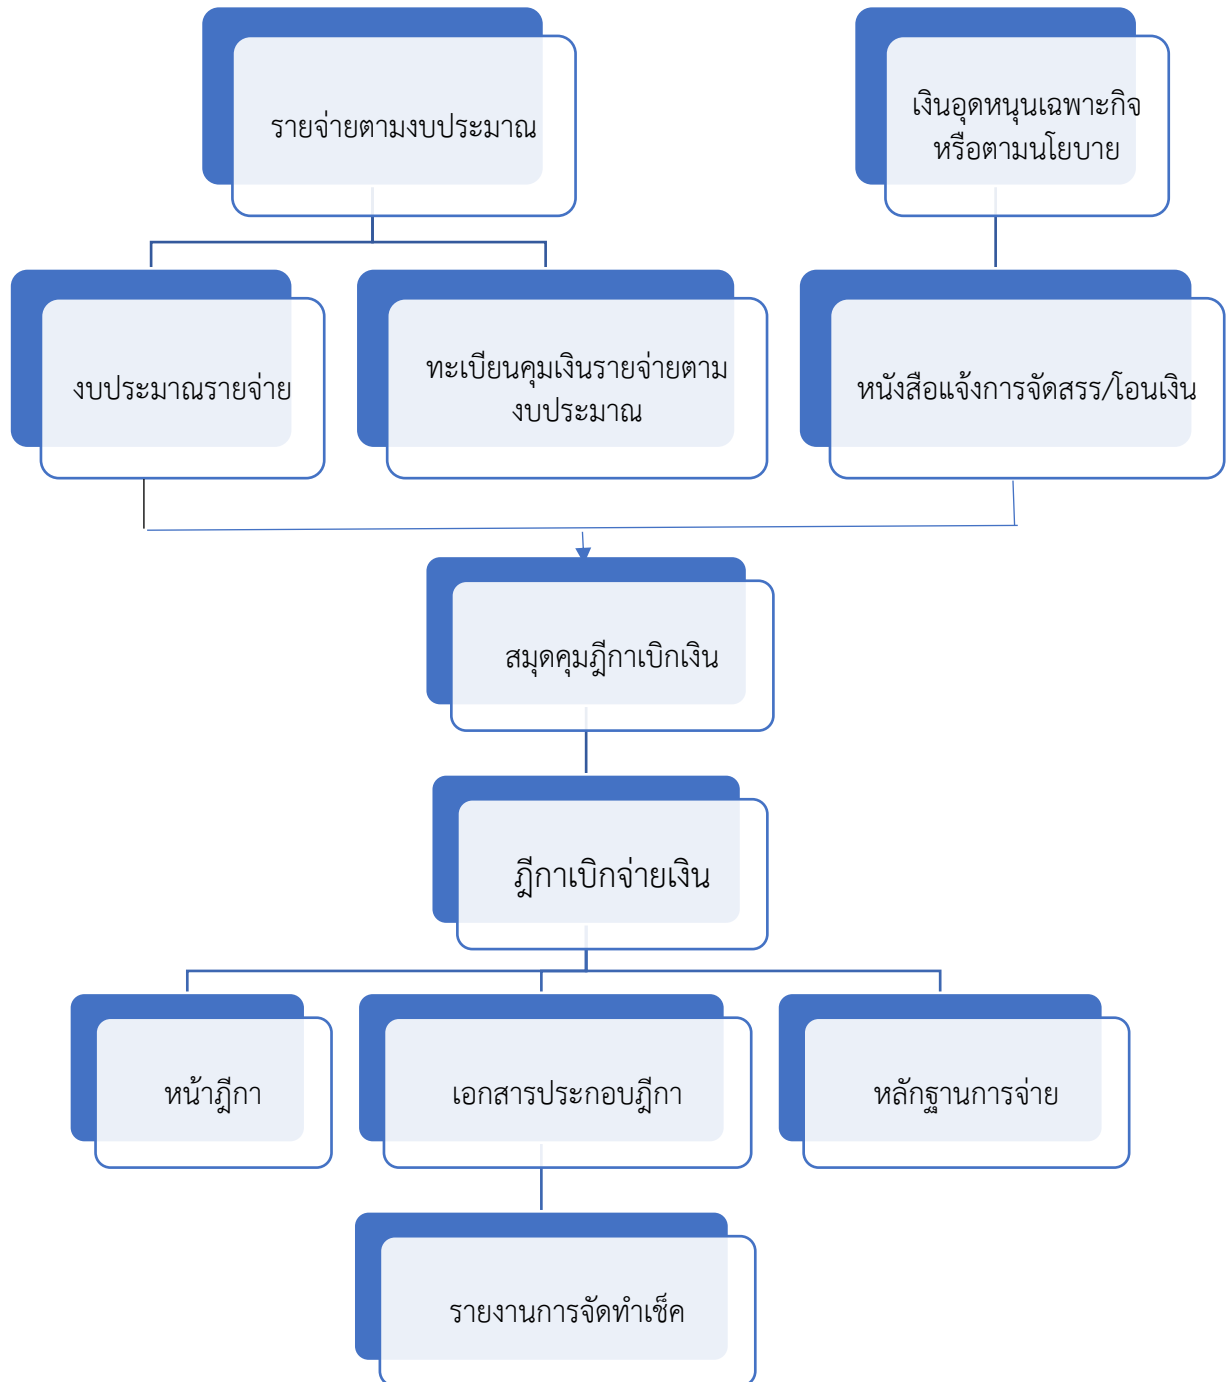 รายจ่ายตามงบประมาณ
เงินอุดหนุนเฉพาะกิจ
หรือตามนโยบาย
งบประมาณรายจ่าย
ทะเบียนคุมเงินรายจ่ายตาม
งบประมาณ
หนังสือแจ้งการจัดสรร/โอนเงิน
สมุดคุมฎีกาเบิกเงิน
ฎีกาเบิกจ่ายเงิน
หน้าฎีกา
เอกสารประกอบฎีกา
หลักฐานการจ่าย
รายงานการจัดทำเช็ค